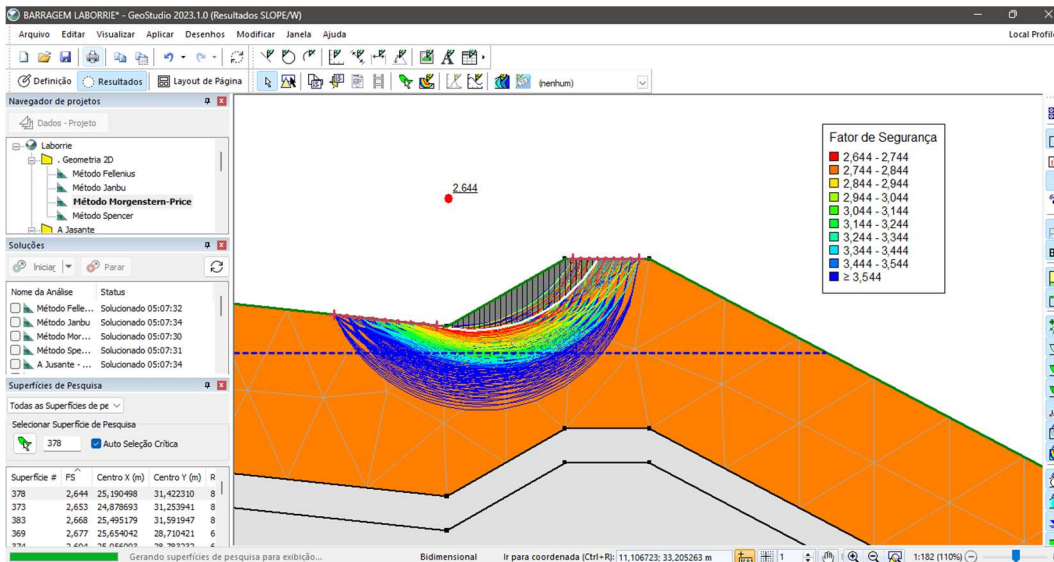 BARRAGEM LABORRIE* - GeoStudio 2023.1.0 (Resultados SLOPE/W)
Arquivo Editar Visualizar Aplicar Desenhos Modificar Janela Ajuda
Local Profile
Definição Resultados Layout de Página (nenhum)
Navegador de projetos
Dados - Projeto
Laborrie
. Geometria 2D
Método Fellenius
Método Janbu
Método Morgenstern-Price
Método Spencer
A Jasante
Soluções
Iniciar Parar
Nome da Análise Status
Método Felle... Solucionado 05:07:32
Método Janbu Solucionado 05:07:34
Método Mor... Solucionado 05:07:30
Método Spe... Solucionado 05:07:31
A Jusante - ... Solucionado 05:07:34
Superfícies de Pesquisa
Todas as Superfícies de pe
Selecionar Superfície de Pesquisa
378 Auto Seleção Crítica
Superfície # FS Centro X (m) Centro Y (m) R
378 2,644 25,190498 31,422310 8
373 2,653 24,878693 31,253941 8
383 2,668 25,495179 31,591947 8
369 2,677 25,654042 28,710421 6
2,644
Fator de Segurança
2,644 - 2,744
2,744 - 2,844
2,844 - 2,944
2,944 - 3,044
3,044 - 3,144
3,144 - 3,244
3,244 - 3,344
3,344 - 3,444
3,444 - 3,544
≥ 3,544
Gerando superfícies de pesquisa para exibição... Bidimensional Ir para coordenada (Ctrl+R): 11,106723; 33,205263 m 1 1:182 (110%)